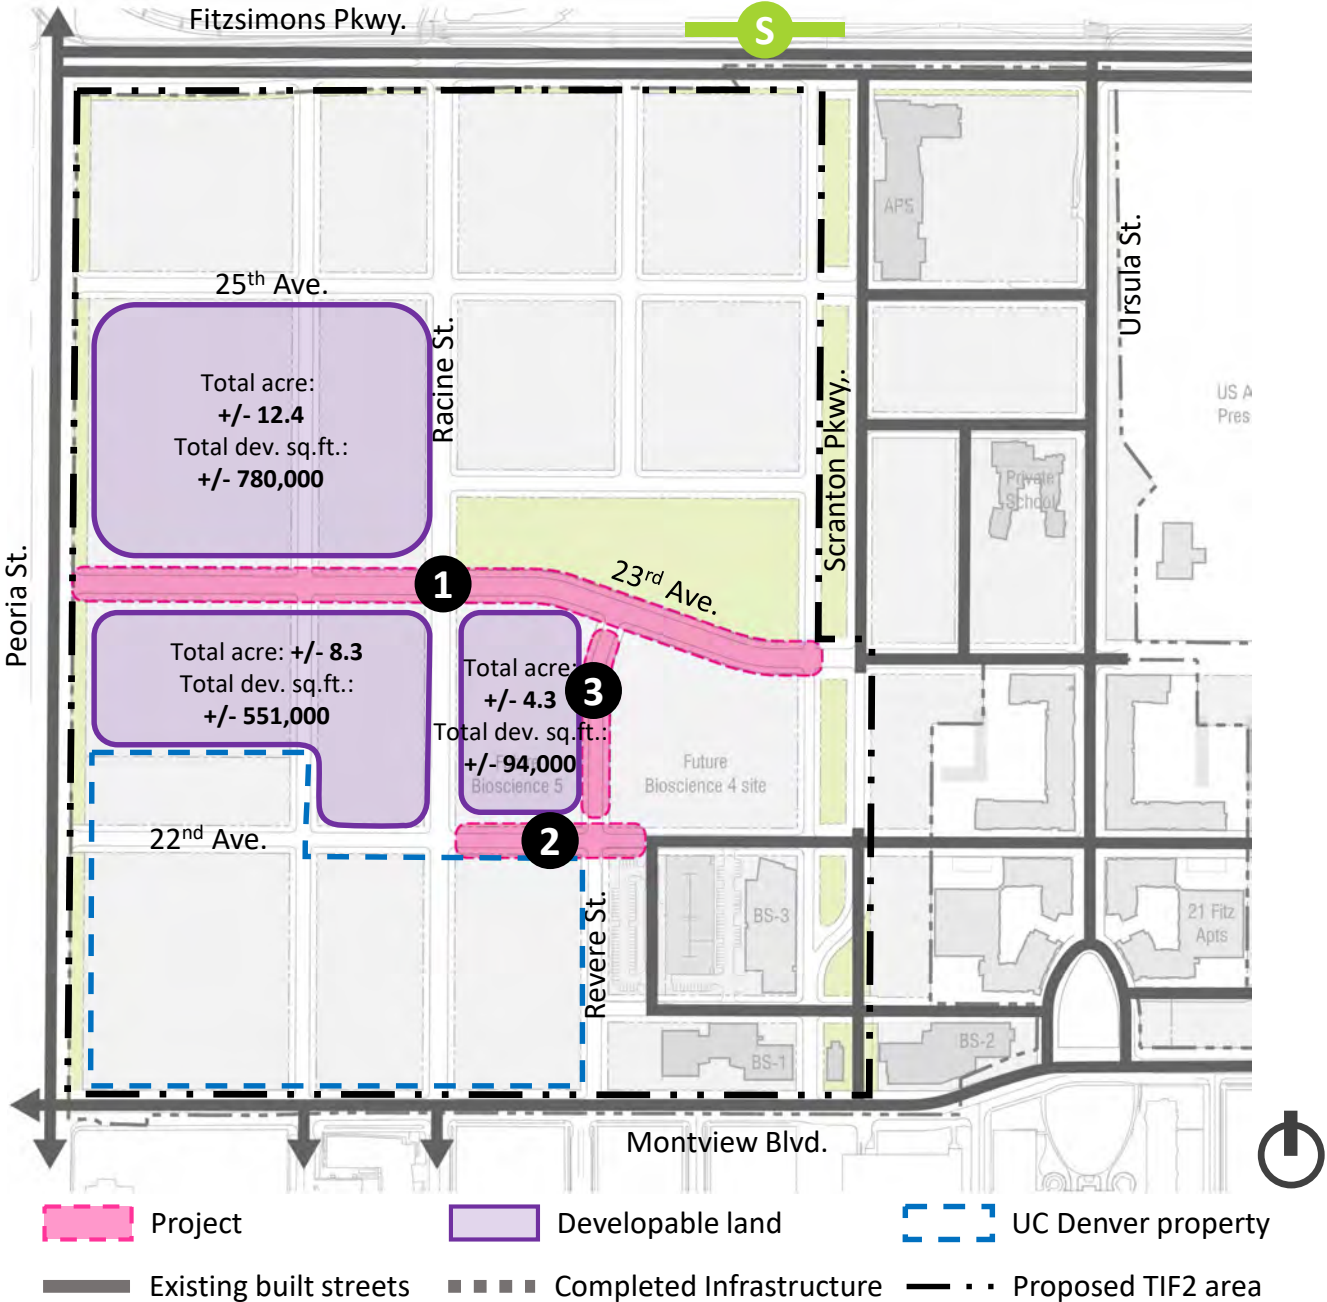 Fitzsimons Pkwy.
S
APS
Ursula St.
25th Ave.
Racine St.
Total acre:
+/- 12.4
Total dev. sq.ft.:
+/- 780,000
US A
Pres
Scranton Pkwy,.
Private
School
Peoria St.
1
23rd Ave.
Total acre: +/- 8.3
Total dev. sq.ft.:
+/- 551,000
Total acre:
+/- 4.3
Total dev. sq.ft.:
+/- 94,000
Bioscience 5
3
Future
Bioscience 4 site
22nd Ave.
2
BS-3
21 Fitz
Apts
Revere St.
BS-1
BS-2
Montview Blvd.
Project
Developable land
UC Denver property
Existing built streets
Completed Infrastructure
Proposed TIF2 area